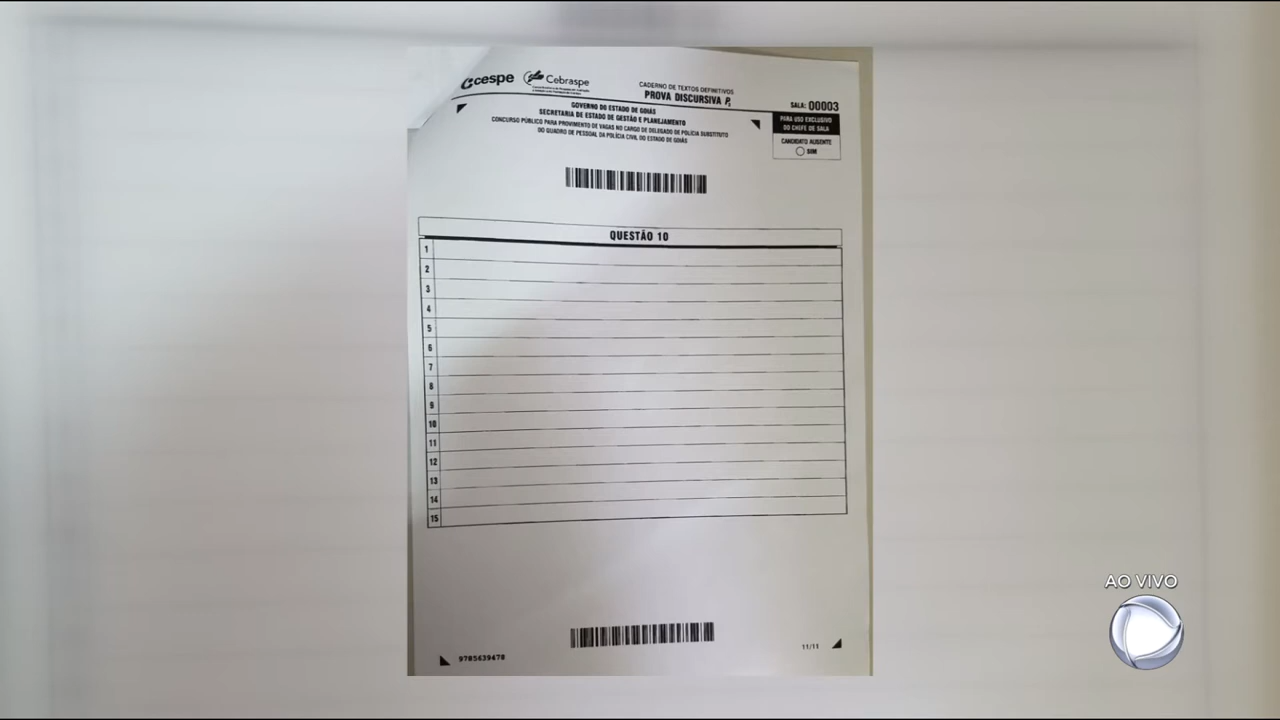 cespe
Cebraspe
CADERNO DE TEXTOS DEFINITIVOS
PROVA DISCURSIVA P
SALA: 00003
GOVERNO DO ESTADO DE GOIÁS
SECRETARIA DE ESTADO DE GESTÃO E PLANEJAMENTO
CONCURSO PÚBLICO PARA PROVIMENTO DE VAGAS NO CARGO DE DELEGADO DE POLÍCIA SUBSTITUTO
DO QUADRO DE PESSOAL DA POLÍCIA CIVIL DO ESTADO DE GOIÁS
PARA USO EXCLUSIVO
DO CHEFE DE SALA
CANDIDATO AUSENTE
SIM
QUESTÃO 10
1
2
3
4
5
6
7
8
9
10
11
12
13
14
15
9785639478
11/11
AO VIVO